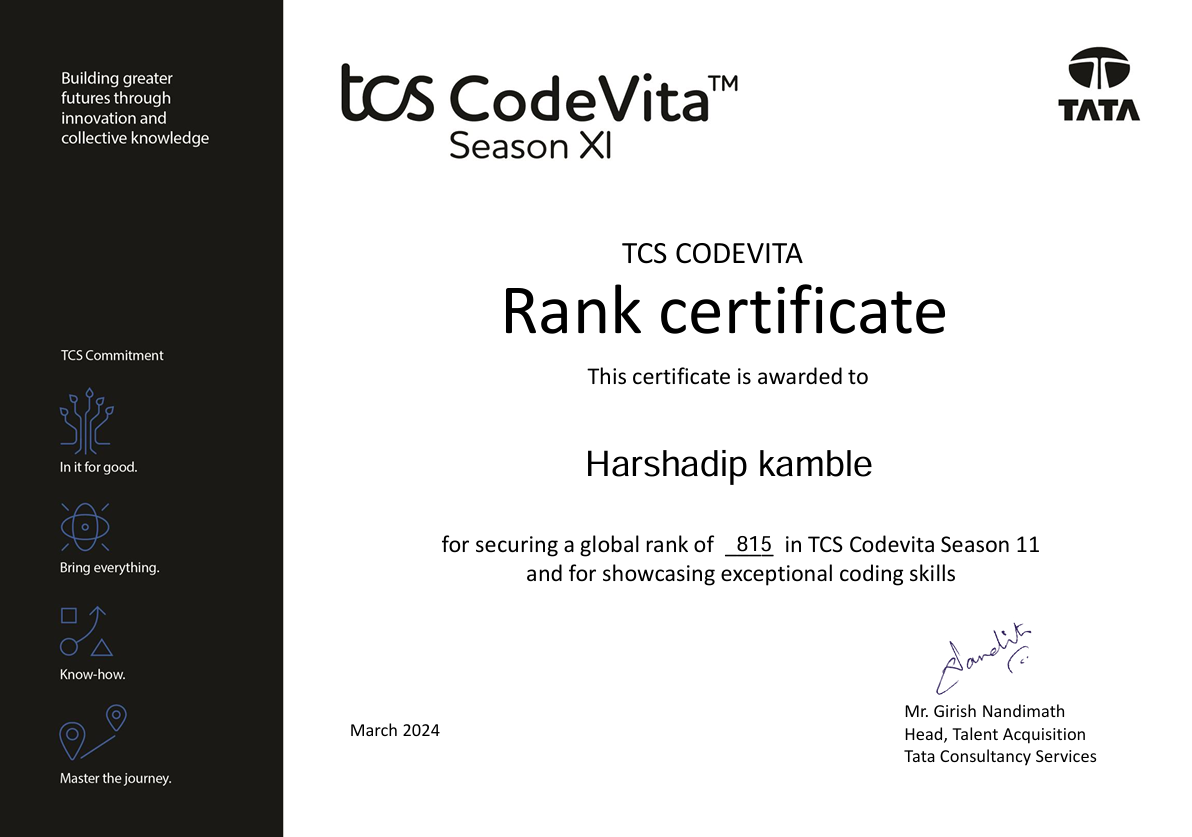 Building greater
futures through
innovation and
collective knowledge
TCS Commitment
In it for good.
Bring everything.
Know-how.
Master the journey.
tcs CodeVita™
Season XI
TATA
TCS CODEVITA
Rank certificate
This certificate is awarded to
Harshadip kamble
for securing a global rank of 815 in TCS Codevita Season 11
and for showcasing exceptional coding skills
March 2024
Mr. Girish Nandimath
Head, Talent Acquisition
Tata Consultancy Services